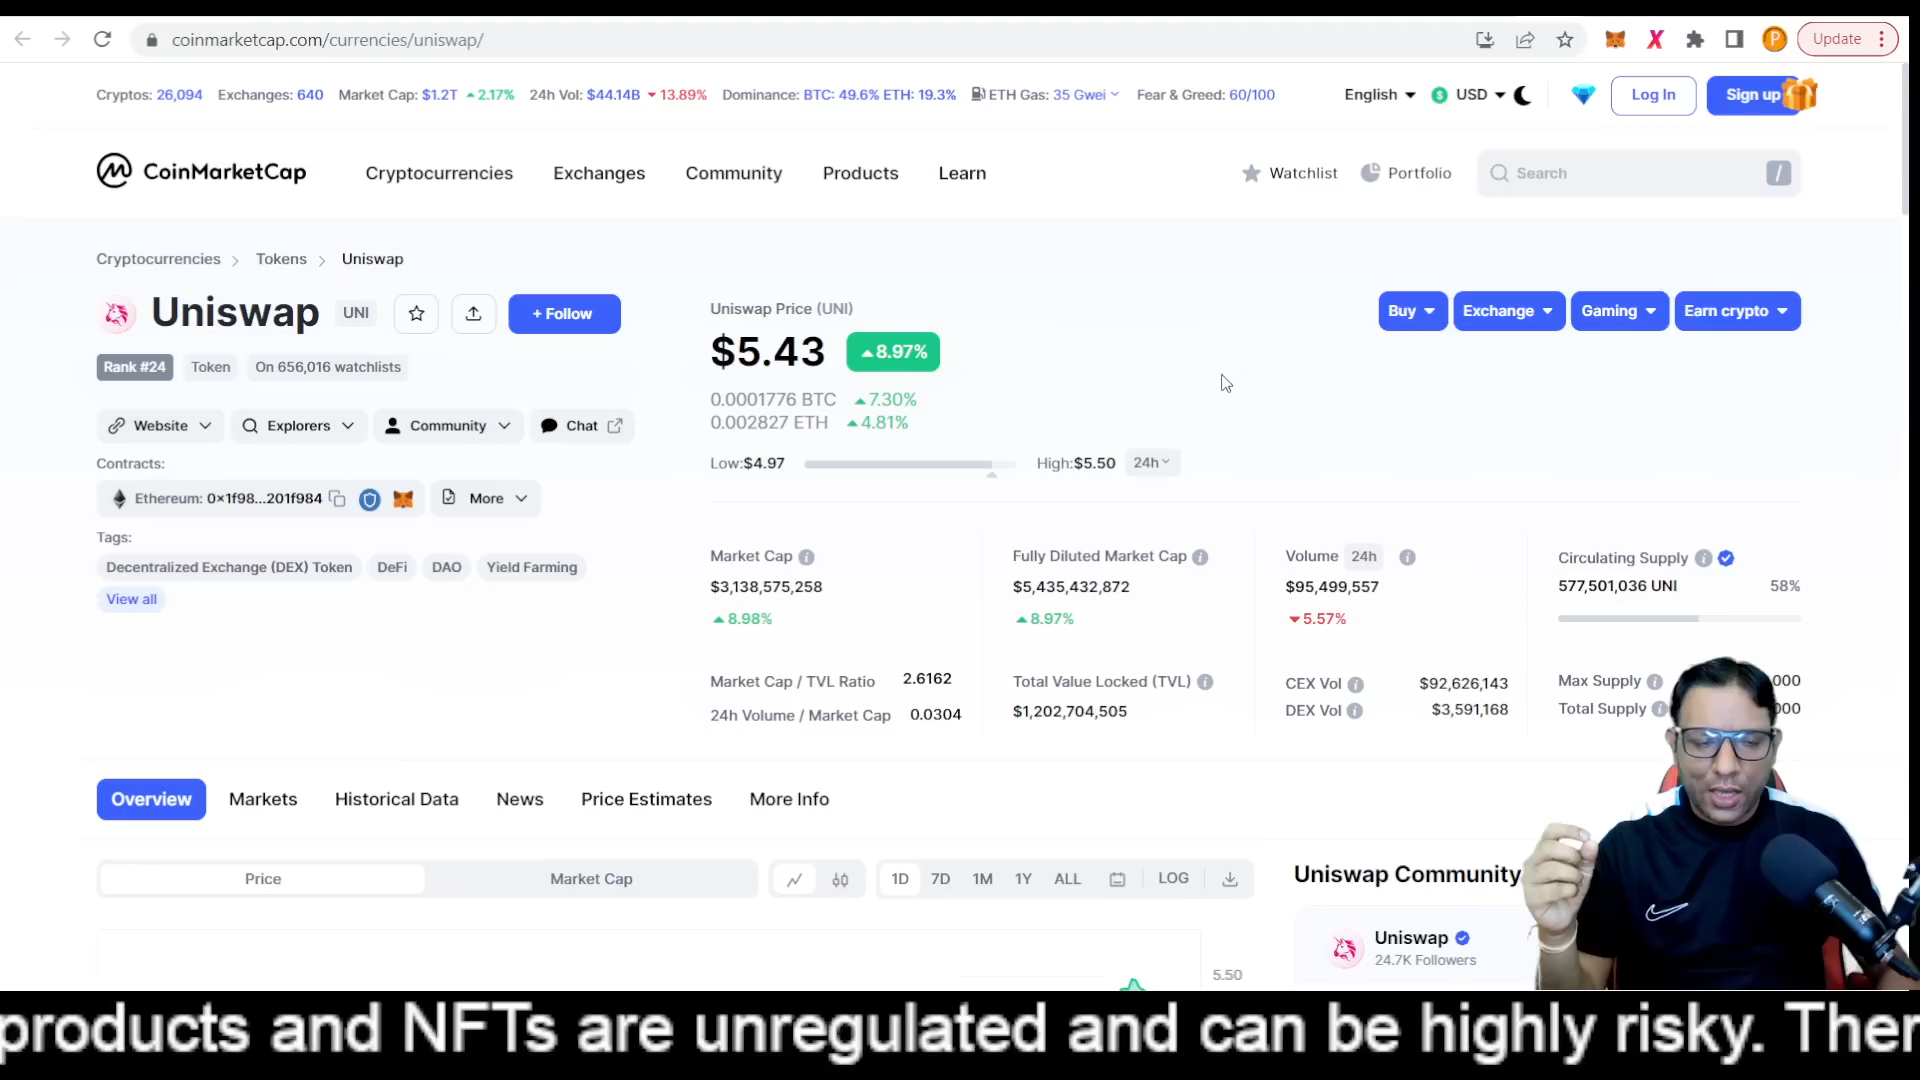 coinmarketcap.com/currencies/uniswap/
P
Update
Cryptos: 26,094 Exchanges: 640 Market Cap: $1.2T 2.17% 24h Vol: $44.14B 13.89% Dominance: BTC: 49.6% ETH: 19.3% ETH Gas: 35 Gwei Fear & Greed: 60/100
English USD Log In Sign up
CoinMarketCap Cryptocurrencies Exchanges Community Products Learn Watchlist Portfolio Search /
Cryptocurrencies > Tokens > Uniswap
Uniswap UNI + Follow
Rank #24 Token On 656,016 watchlists
Website Explorers Community Chat
Contracts:
Ethereum: 0x1f98...201f984 More
Tags:
Decentralized Exchange (DEX) Token DeFi DAO Yield Farming
View all
Uniswap Price (UNI)
$5.43 8.97%
0.0001776 BTC 7.30%
0.002827 ETH 4.81%
Low:$4.97 High:$5.50 24h
Buy Exchange Gaming Earn crypto
Market Cap
$3,138,575,258
8.98%
Fully Diluted Market Cap
$5,435,432,872
8.97%
Volume 24h
$95,499,557
5.57%
Circulating Supply
577,501,036 UNI 58%
Market Cap / TVL Ratio 2.6162
24h Volume / Market Cap 0.0304
Total Value Locked (TVL)
$1,202,704,505
CEX Vol $92,626,143
DEX Vol $3,591,168
Max Supply 000
Total Supply 000
Overview Markets Historical Data News Price Estimates More Info
Price Market Cap 1D 7D 1M 1Y ALL LOG
5.50
Uniswap Community
Uniswap
24.7K Followers
products and NFTs are unregulated and can be highly risky. Ther